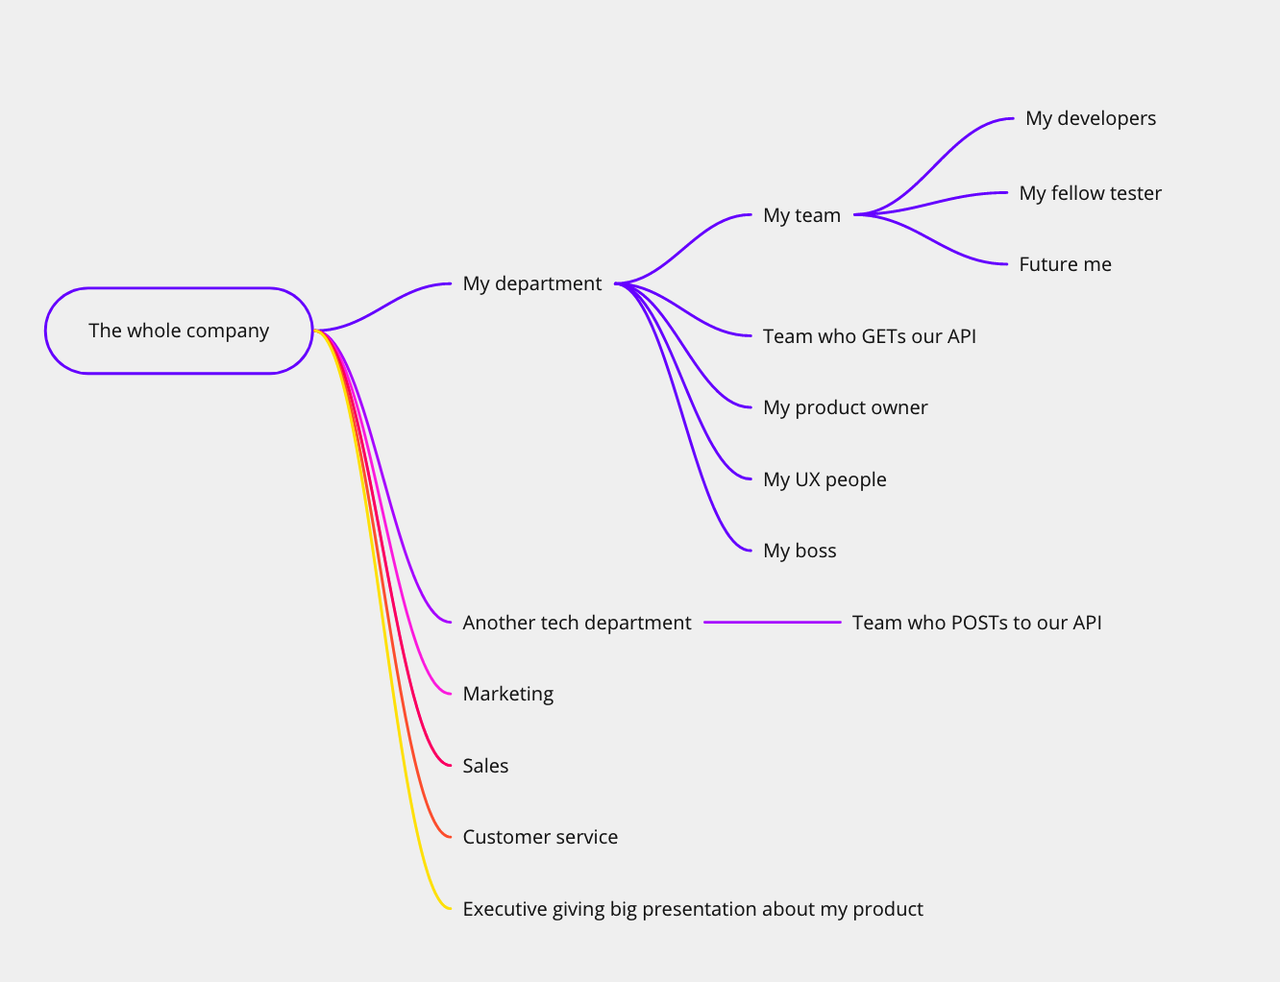 The whole company
My department
My team
My developers
My fellow tester
Future me
Team who GETs our API
My product owner
My UX people
My boss
Another tech department
Team who POSTs to our API
Marketing
Sales
Customer service
Executive giving big presentation about my product